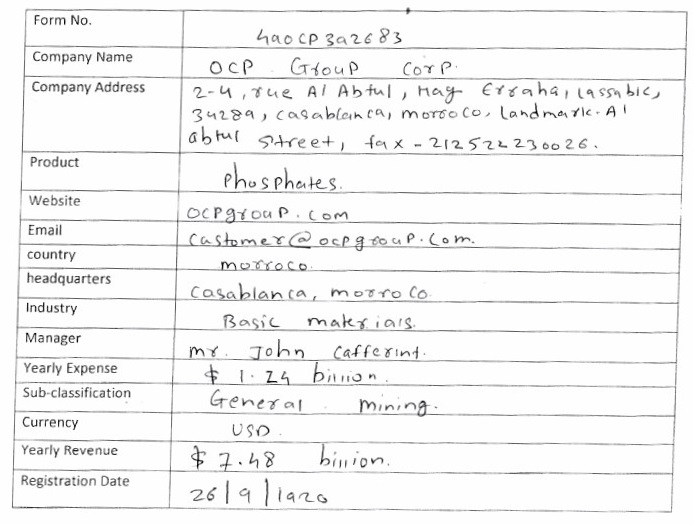 Form No.
4aOCP3a2683
Company Name
OCP Group Corp.
Company Address
2-4, rue Al Abtul, Hay Erraha, Lassabic,
34289, Casablanca, morroco, Landmark-Al
abtul Street, fax - 212522230026.
Product
Phosphates.
Website
OCPgroup.com
Email
Customer@ocpgroup.com.
country
morroco.
headquarters
Casablanca, morroco.
Industry
Basic materials.
Manager
mr. John Cafferint.
Yearly Expense
$ 1.24 billion.
Sub-classification
General mining.
Currency
USD.
Yearly Revenue
$ 7.48 billion.
Registration Date
26/9/1920